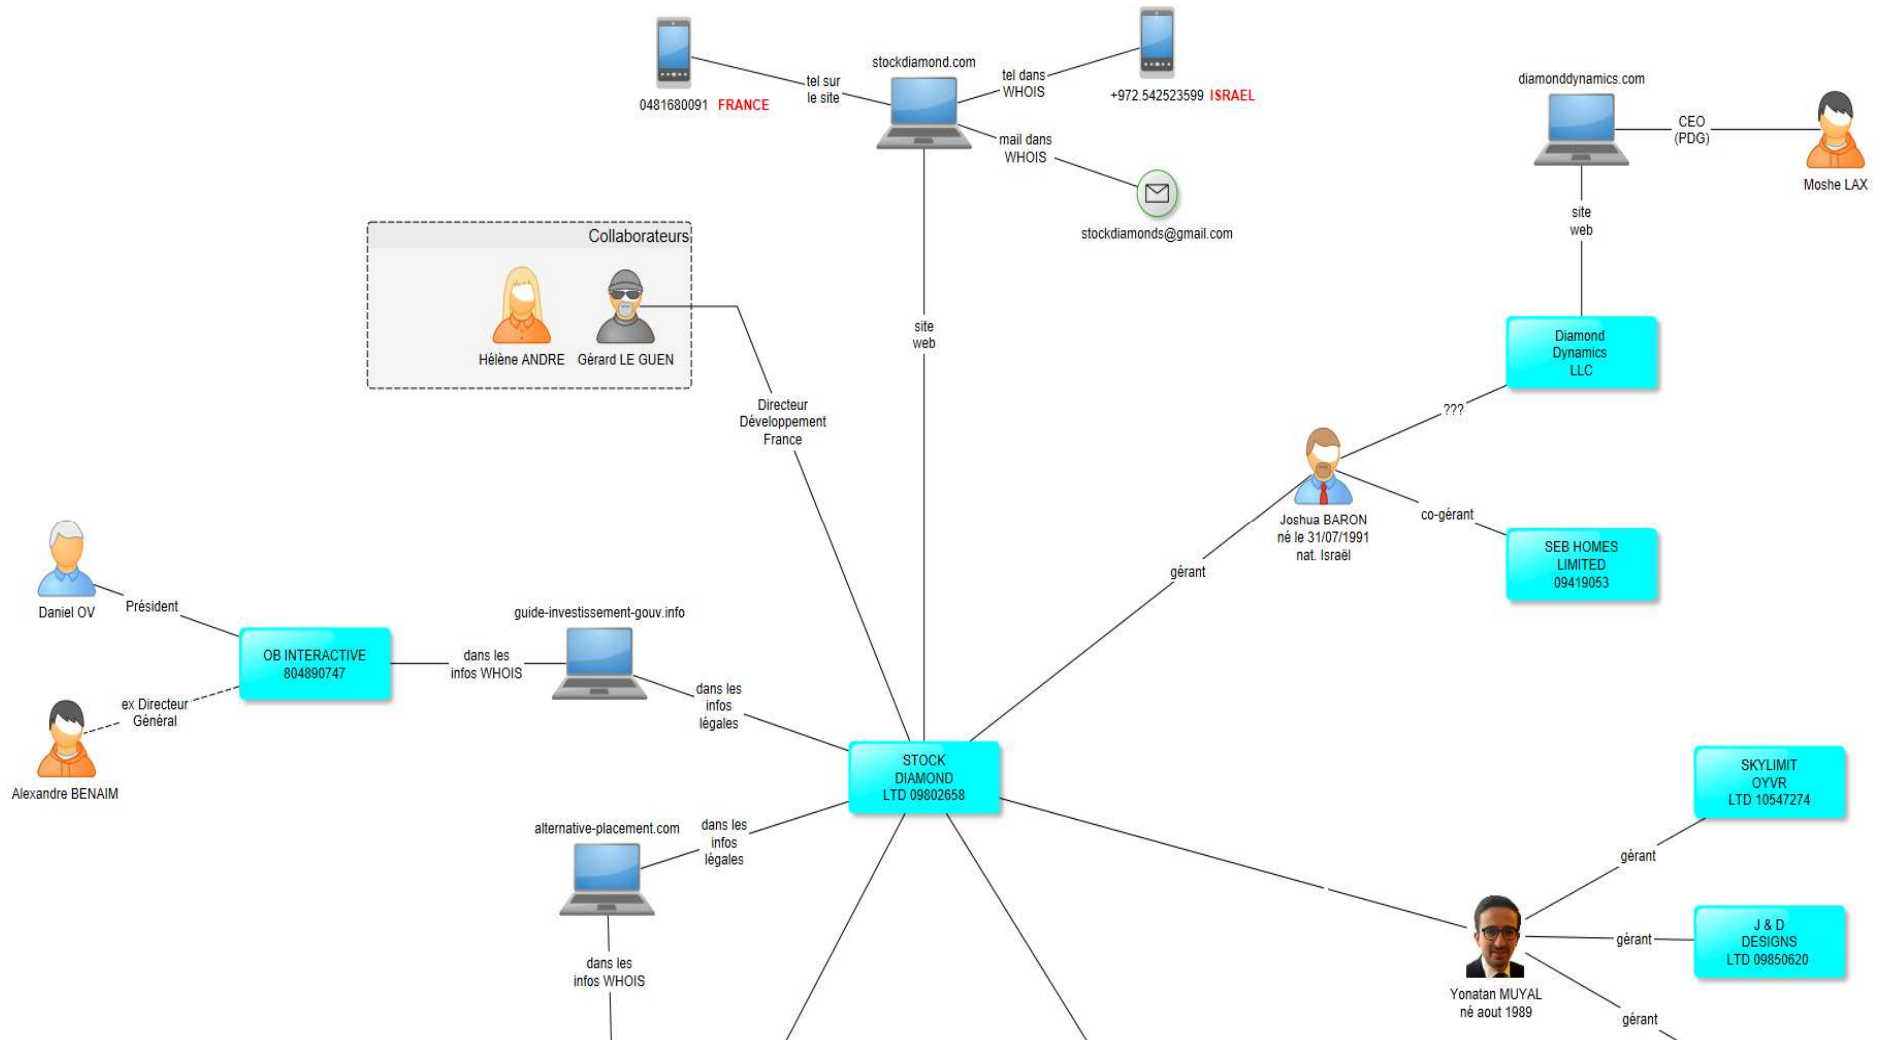 stockdiamond.com
tel sur
le site
0481680091 FRANCE
tel dans
WHOIS
+972.542523599 ISRAEL
mail dans
WHOIS
stockdiamonds@gmail.com
diamonddynamics.com
CEO
(PDG)
Moshe LAX
site
web
Diamond
Dynamics
LLC
Collaborateurs
Hélène ANDRE
Gérard LE GUEN
Directeur
Développement
France
site
web
???
Joshua BARON
né le 31/07/1991
nat. Israël
co-gérant
SEB HOMES
LIMITED
09419053
gérant
Daniel OV
Président
OB INTERACTIVE
804890747
ex Directeur
Général
Alexandre BENAIM
dans les
infos WHOIS
guide-investissement-gouv.info
dans les
infos
légales
STOCK
DIAMOND
LTD 09802658
alternative-placement.com
dans les
infos
légales
dans les
infos WHOIS
SKYLIMIT
OYVR
LTD 10547274
gérant
J & D
DESIGNS
LTD 09850620
gérant
Yonatan MUYAL
né aout 1989
gérant